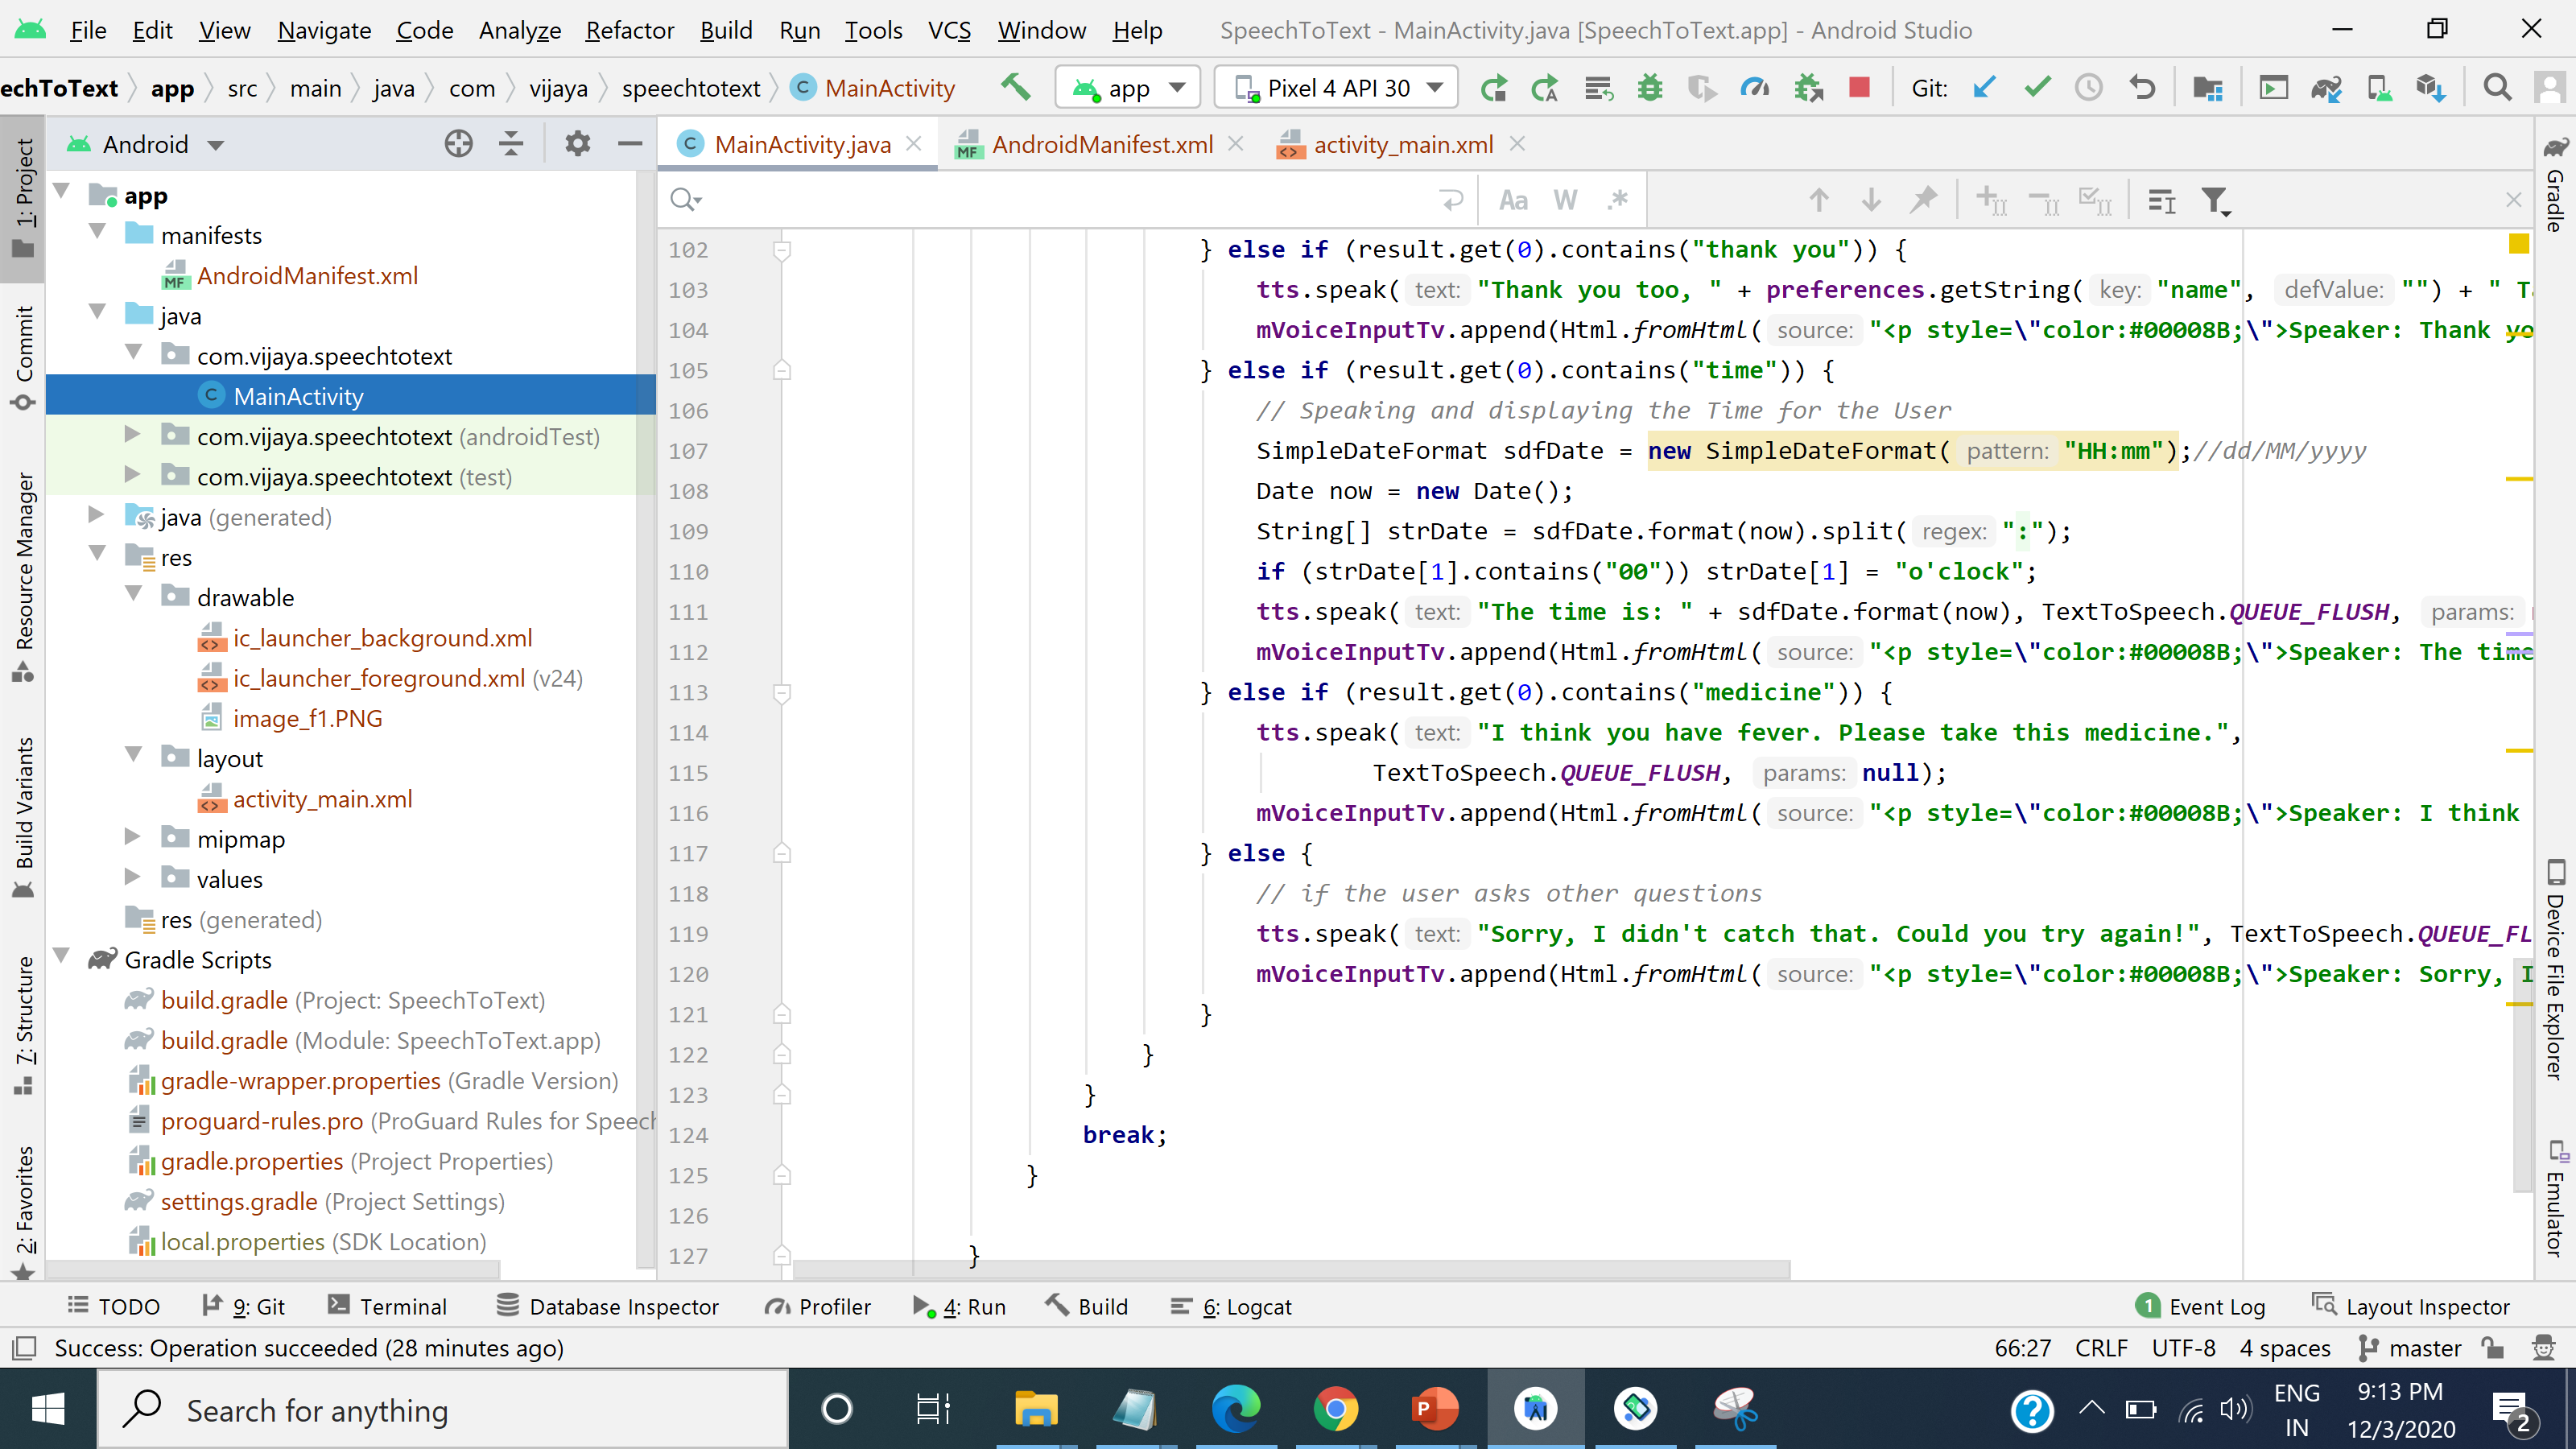 File Edit View Navigate Code Analyze Refactor Build Run Tools VCS Window Help SpeechToText - MainActivity.java [SpeechToText.app] - Android Studio
echToText app src main java com vijaya speechtotext MainActivity app Pixel 4 API 30 Git:
1: Project
Commit
Resource Manager
Build Variants
7: Structure
2: Favorites
Android
app
manifests
AndroidManifest.xml
java
com.vijaya.speechtotext
MainActivity
com.vijaya.speechtotext (androidTest)
com.vijaya.speechtotext (test)
java (generated)
res
drawable
ic_launcher_background.xml
ic_launcher_foreground.xml (v24)
image_f1.PNG
layout
activity_main.xml
mipmap
values
res (generated)
Gradle Scripts
build.gradle (Project: SpeechToText)
build.gradle (Module: SpeechToText.app)
gradle-wrapper.properties (Gradle Version)
proguard-rules.pro (ProGuard Rules for Speech
gradle.properties (Project Properties)
settings.gradle (Project Settings)
local.properties (SDK Location)
MainActivity.java AndroidManifest.xml activity_main.xml
Aa W .*
102 } else if (result.get(0).contains("thank you")) {
103 tts.speak( text: "Thank you too, " + preferences.getString( key: "name", defValue: "") + " T
104 mVoiceInputTv.append(Html.fromHtml( source: "<p style=\"color:#00008B;\">Speaker: Thank yo
105 } else if (result.get(0).contains("time")) {
106 // Speaking and displaying the Time for the User
107 SimpleDateFormat sdfDate = new SimpleDateFormat( pattern: "HH:mm");//dd/MM/yyyy
108 Date now = new Date();
109 String[] strDate = sdfDate.format(now).split( regex: ":");
110 if (strDate[1].contains("00")) strDate[1] = "o'clock";
111 tts.speak( text: "The time is: " + sdfDate.format(now), TextToSpeech.QUEUE_FLUSH, params:
112 mVoiceInputTv.append(Html.fromHtml( source: "<p style=\"color:#00008B;\">Speaker: The time
113 } else if (result.get(0).contains("medicine")) {
114 tts.speak( text: "I think you have fever. Please take this medicine.",
115 TextToSpeech.QUEUE_FLUSH, params: null);
116 mVoiceInputTv.append(Html.fromHtml( source: "<p style=\"color:#00008B;\">Speaker: I think
117 } else {
118 // if the user asks other questions
119 tts.speak( text: "Sorry, I didn't catch that. Could you try again!", TextToSpeech.QUEUE_FL
120 mVoiceInputTv.append(Html.fromHtml( source: "<p style=\"color:#00008B;\">Speaker: Sorry, I
121 }
122 }
123 }
124 break;
125 }
126
127 }
Gradle
Device File Explorer
Emulator
TODO 9: Git Terminal Database Inspector Profiler 4: Run Build 6: Logcat 1 Event Log Layout Inspector
Success: Operation succeeded (28 minutes ago) 66:27 CRLF UTF-8 4 spaces master
Search for anything
ENG
IN
9:13 PM
12/3/2020
2